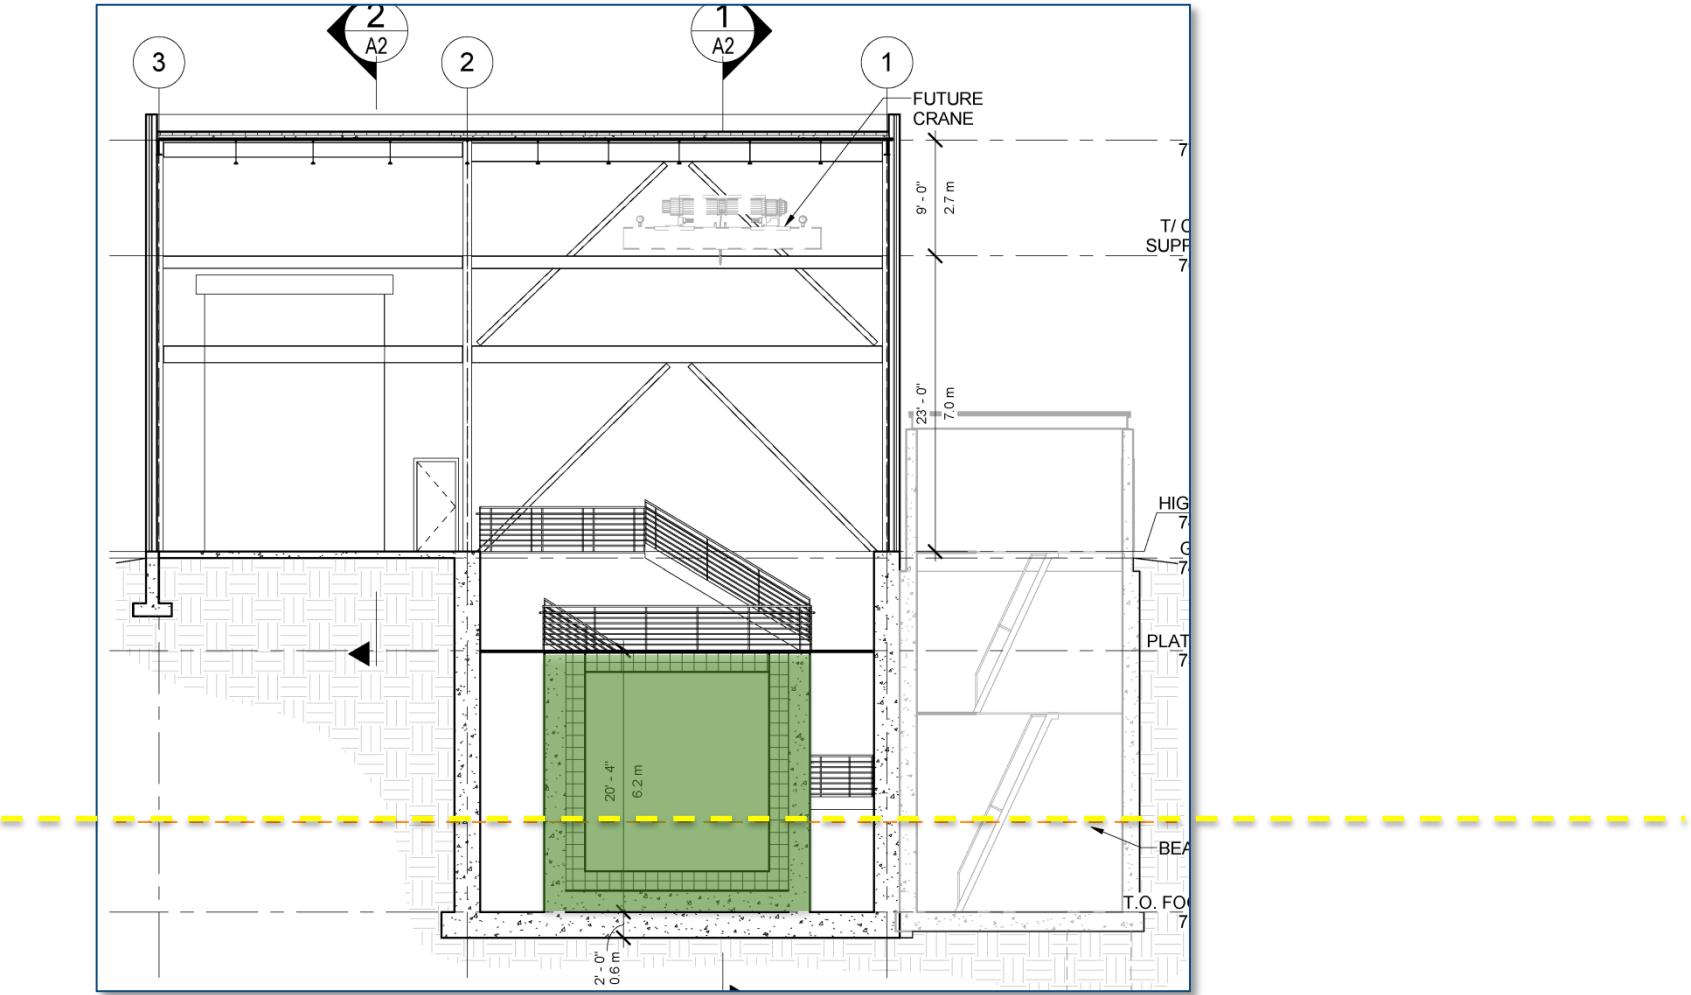 2
A2
1
A2
3
2
1
FUTURE
CRANE
9' - 0"
2.7 m
T/ C
SUPF
23' - 0"
7.0 m
HIG
PLAT
20' - 4"
6.2 m
BEA
T.O. FO
2' - 0"
0.6 m